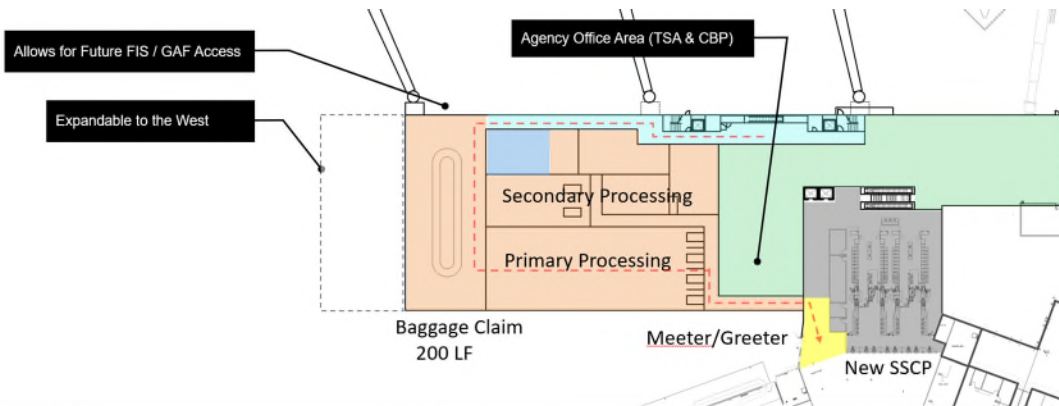 Allows for Future FIS / GAF Access
Agency Office Area (TSA & CBP)
Expandable to the West
Secondary Processing
Primary Processing
Baggage Claim
200 LF
Meeter/Greeter
New SSCP